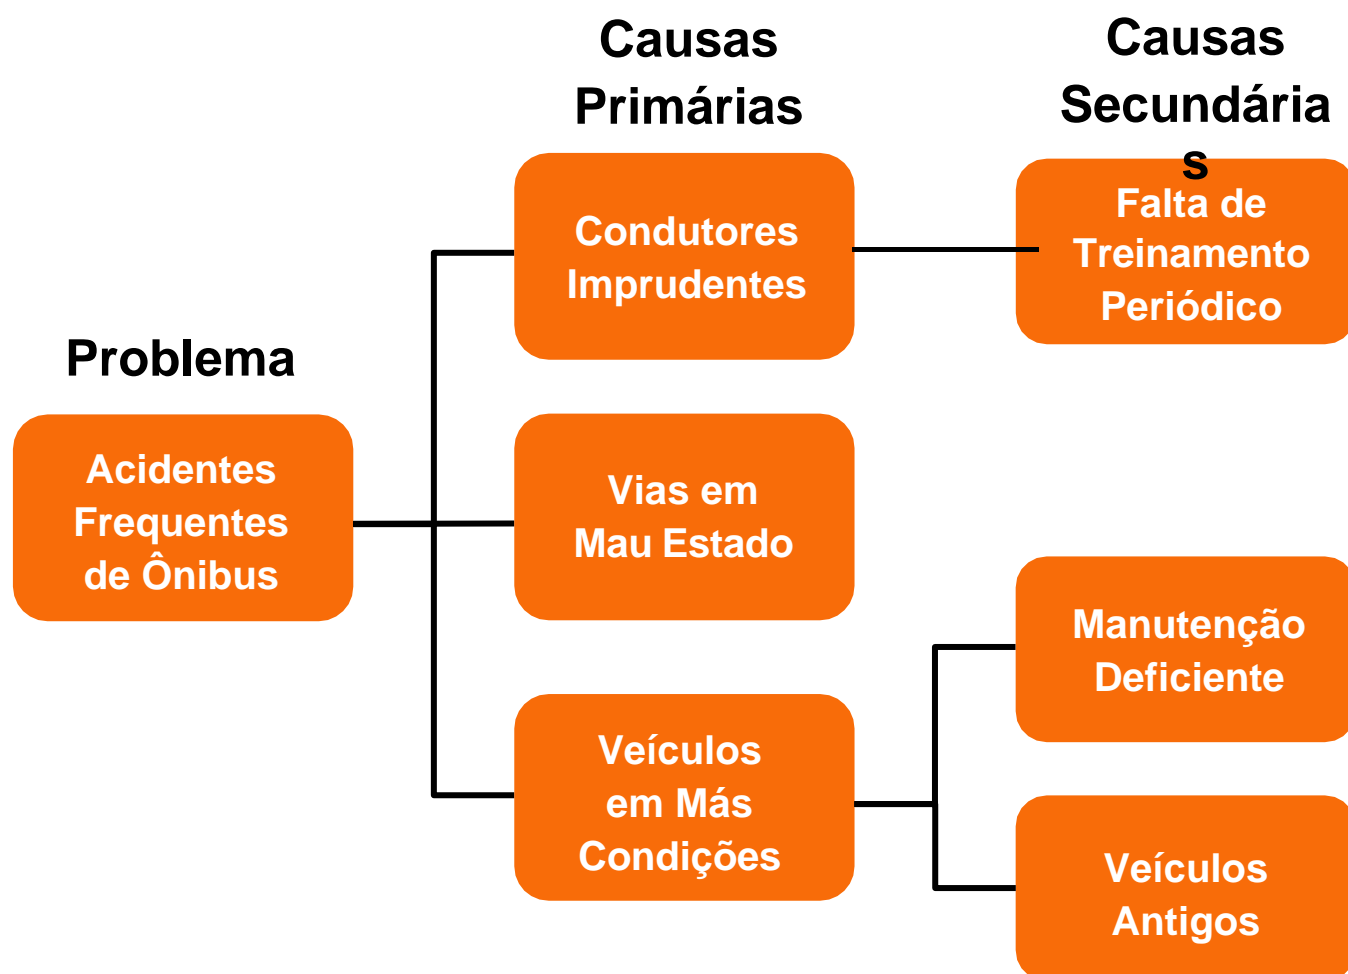 Causas
Primárias
Causas
Secundária
s
Condutores
Imprudentes
Falta de
Treinamento
Periódico
Problema
Acidentes
Frequentes
de Ônibus
Vias em
Mau Estado
Manutenção
Deficiente
Veículos
em Más
Condições
Veículos
Antigos